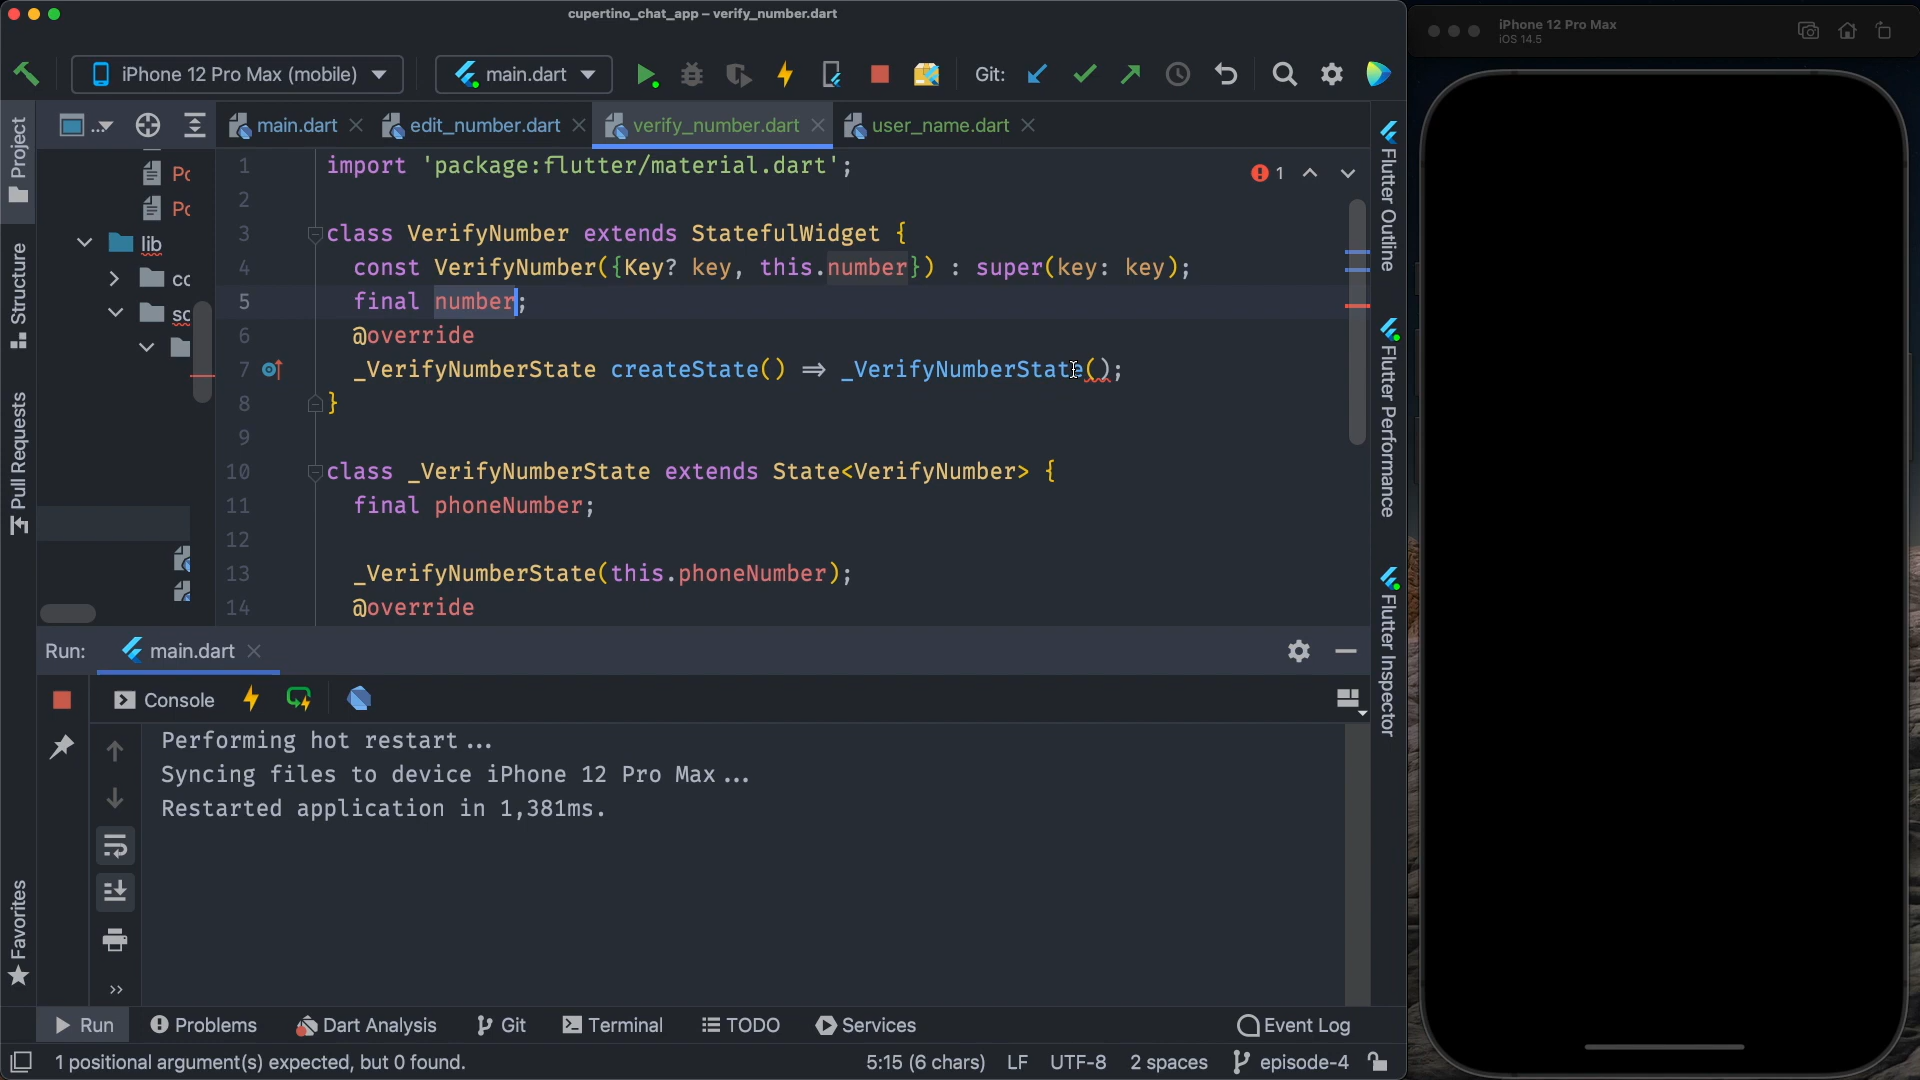 cupertino_chat_app – verify_number.dart
iPhone 12 Pro Max
iOS 14.5
iPhone 12 Pro Max (mobile)
main.dart
Git:
main.dart
edit_number.dart
verify_number.dart
user_name.dart
Project
Structure
Pull Requests
Favorites
Pc
Pc
lib
cc
sc
1
1 import 'package:flutter/material.dart';
2
3 class VerifyNumber extends StatefulWidget {
4 const VerifyNumber({Key? key, this.number}) : super(key: key);
5 final number;
6 @override
7 _VerifyNumberState createState() => _VerifyNumberState();
8 }
9
10 class _VerifyNumberState extends State<VerifyNumber> {
11 final phoneNumber;
12
13 _VerifyNumberState(this.phoneNumber);
14 @override
Flutter Outline
Flutter Performance
Flutter Inspector
Run:
main.dart
Console
Performing hot restart...
Syncing files to device iPhone 12 Pro Max...
Restarted application in 1,381ms.
Run
Problems
Dart Analysis
Git
Terminal
TODO
Services
Event Log
1 positional argument(s) expected, but 0 found.
5:15 (6 chars)
LF
UTF-8
2 spaces
episode-4